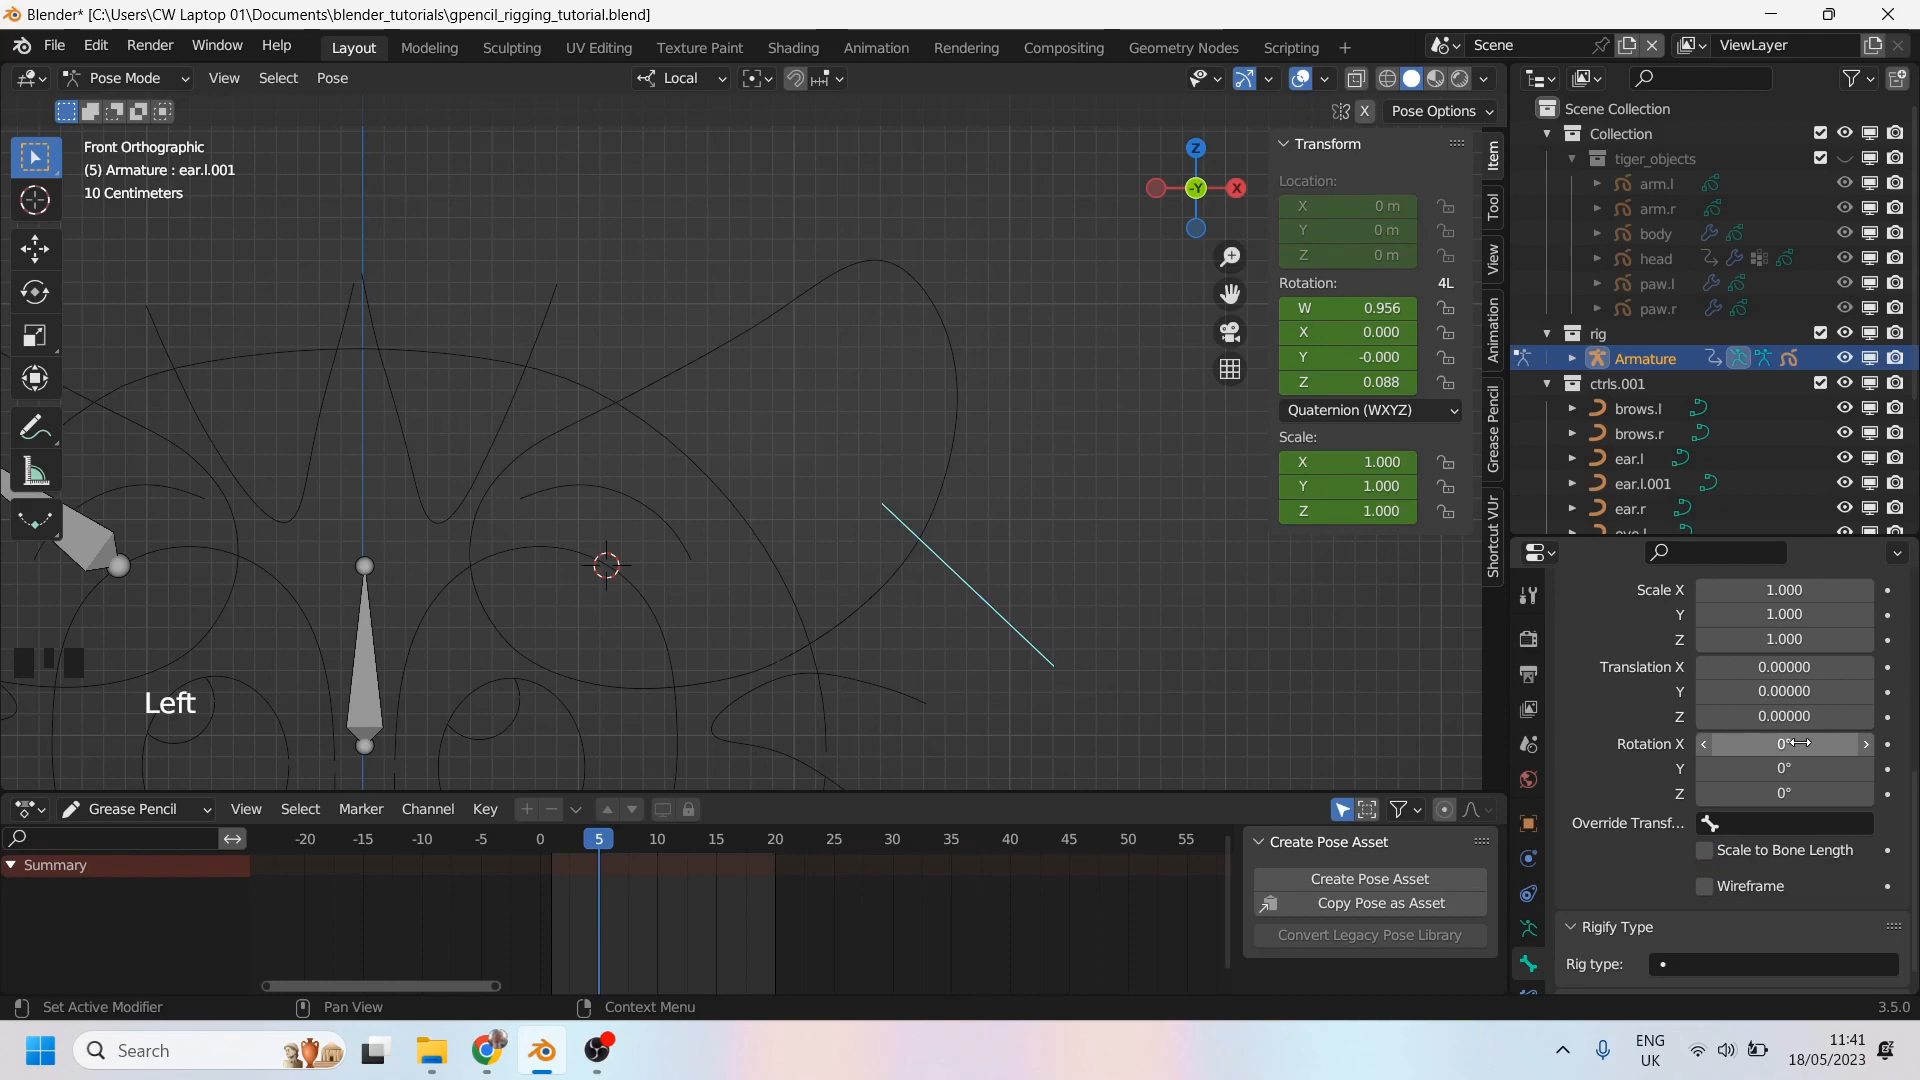 Blender* [C:\Users\CW Laptop 01\Documents\blender_tutorials\gpencil_rigging_tutorial.blend]
File Edit Render Window Help
Layout Modeling Sculpting UV Editing Texture Paint Shading Animation Rendering Compositing Geometry Nodes Scripting +
Scene
ViewLayer
Pose Mode View Select Pose
Local
X
Pose Options
Front Orthographic
(5) Armature : ear.l.001
10 Centimeters
Z
-Y
X
Transform
Location:
X 0 m
Y 0 m
Z 0 m
Rotation: 4L
W 0.956
X 0.000
Y -0.000
Z 0.088
Quaternion (WXYZ)
Scale:
X 1.000
Y 1.000
Z 1.000
Item
Tool
View
Animation
Grease Pencil
Shortcut VUr
Scene Collection
Collection
tiger_objects
arm.l
arm.r
body
head
paw.l
paw.r
rig
Armature
ctrls.001
brows.l
brows.r
ear.l
ear.l.001
ear.r
Scale X 1.000
Y 1.000
Z 1.000
Translation X 0.00000
Y 0.00000
Z 0.00000
Rotation X 0°
Y 0°
Z 0°
Override Transf...
Scale to Bone Length
Wireframe
Rigify Type
Rig type:
Left
Grease Pencil View Select Marker Channel Key
-20 -15 -10 -5 0 5 10 15 20 25 30 35 40 45 50 55
Summary
Create Pose Asset
Create Pose Asset
Copy Pose as Asset
Convert Legacy Pose Library
Set Active Modifier
Pan View
Context Menu
3.5.0
Search
ENG
UK
11:41
18/05/2023